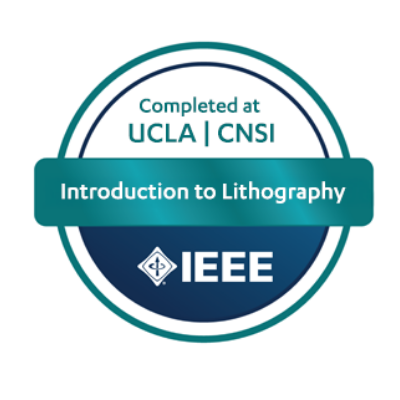 Completed at
UCLA | CNSI
Introduction to Lithography
IEEE